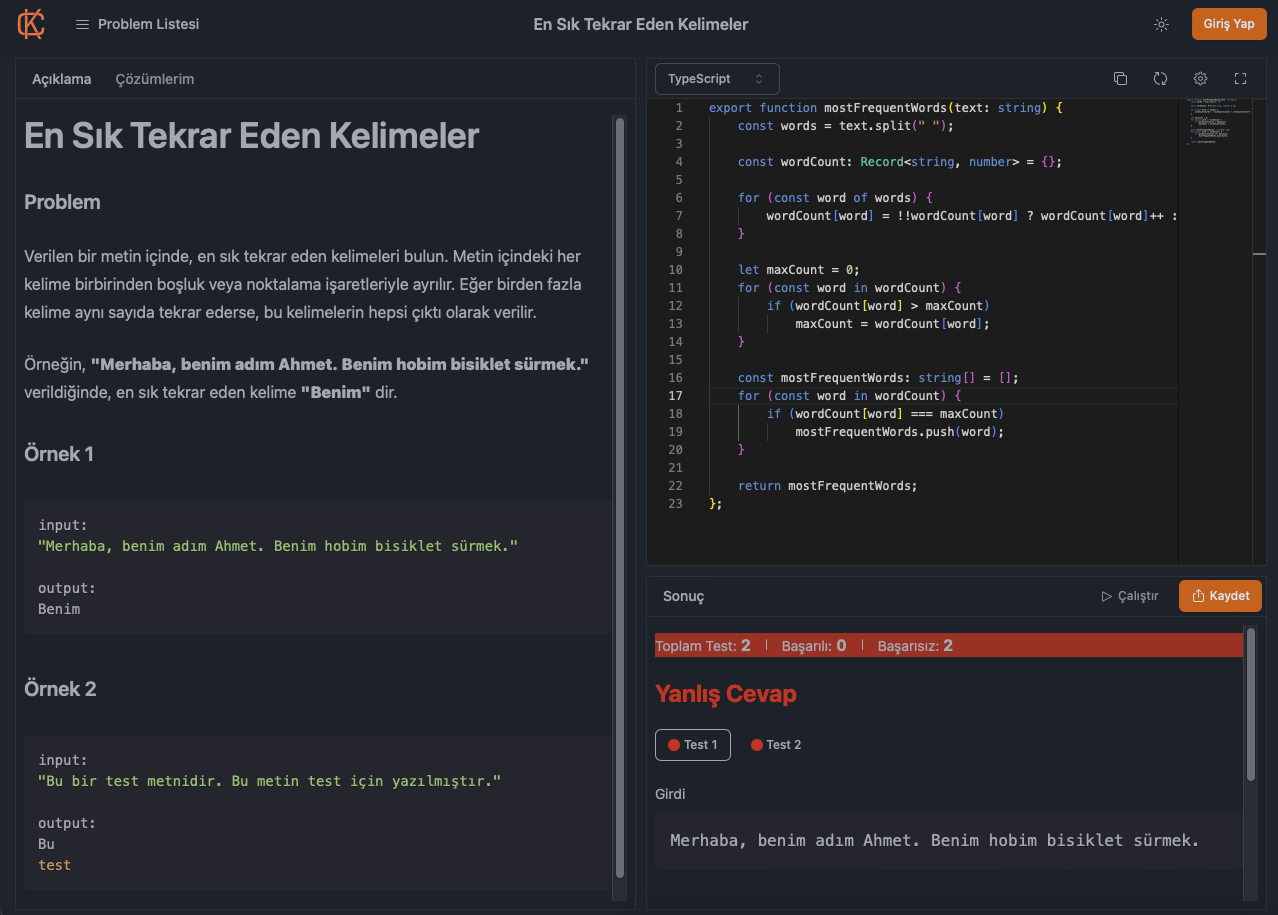 Problem Listesi
En Sık Tekrar Eden Kelimeler
Giriş Yap
Açıklama
Çözümlerim
En Sık Tekrar Eden Kelimeler
Problem
Verilen bir metin içinde, en sık tekrar eden kelimeleri bulun. Metin içindeki her
kelime birbirinden boşluk veya noktalama işaretleriyle ayrılır. Eğer birden fazla
kelime aynı sayıda tekrar ederse, bu kelimelerin hepsi çıktı olarak verilir.
Örneğin, "Merhaba, benim adım Ahmet. Benim hobim bisiklet sürmek."
verildiğinde, en sık tekrar eden kelime "Benim" dir.
Örnek 1
input:
"Merhaba, benim adım Ahmet. Benim hobim bisiklet sürmek."
output:
Benim
Örnek 2
input:
"Bu bir test metnidir. Bu metin test için yazılmıştır."
output:
Bu
test
TypeScript
1 export function mostFrequentWords(text: string) {
2 const words = text.split(" ");
3
4 const wordCount: Record<string, number> = {};
5
6 for (const word of words) {
7 wordCount[word] = !!wordCount[word] ? wordCount[word]++ :
8 }
9
10 let maxCount = 0;
11 for (const word in wordCount) {
12 if (wordCount[word] > maxCount)
13 maxCount = wordCount[word];
14 }
15
16 const mostFrequentWords: string[] = [];
17 for (const word in wordCount) {
18 if (wordCount[word] === maxCount)
19 mostFrequentWords.push(word);
20 }
21
22 return mostFrequentWords;
23 };
Sonuç
Çalıştır
Kaydet
Toplam Test: 2 | Başarılı: 0 | Başarısız: 2
Yanlış Cevap
Test 1
Test 2
Girdi
Merhaba, benim adım Ahmet. Benim hobim bisiklet sürmek.